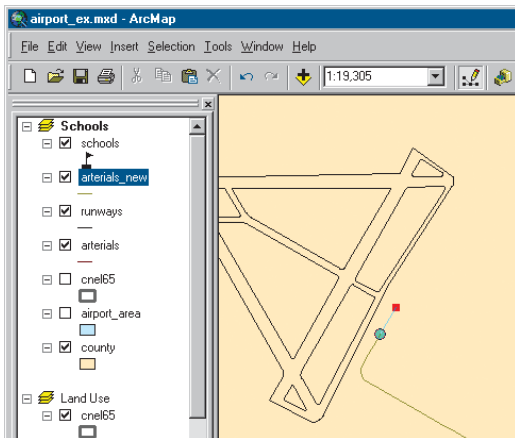 airport_ex.mxd - ArcMap
File Edit View Insert Selection Tools Window Help
1:19,305
Schools
schools
arterials_new
runways
arterials
cnel65
airport_area
county
Land Use
cnel65